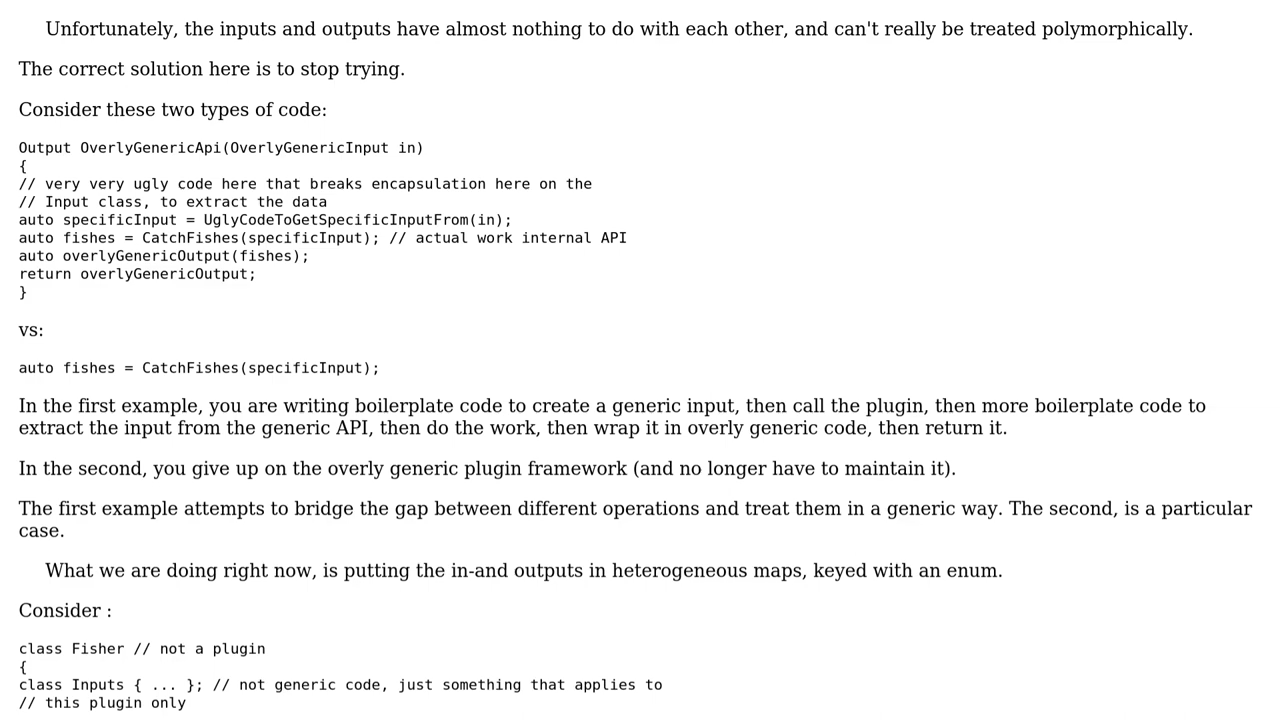 Unfortunately, the inputs and outputs have almost nothing to do with each other, and can't really be treated polymorphically.
The correct solution here is to stop trying.
Consider these two types of code:
Output OverlyGenericApi(OverlyGenericInput in)
{
// very very ugly code here that breaks encapsulation here on the
// Input class, to extract the data
auto specificInput = UglyCodeToGetSpecificInputFrom(in);
auto fishes = CatchFishes(specificInput); // actual work internal API
auto overlyGenericOutput(fishes);
return overlyGenericOutput;
}
vs:
auto fishes = CatchFishes(specificInput);
In the first example, you are writing boilerplate code to create a generic input, then call the plugin, then more boilerplate code to
extract the input from the generic API, then do the work, then wrap it in overly generic code, then return it.
In the second, you give up on the overly generic plugin framework (and no longer have to maintain it).
The first example attempts to bridge the gap between different operations and treat them in a generic way. The second, is a particular
case.
What we are doing right now, is putting the in-and outputs in heterogeneous maps, keyed with an enum.
Consider :
class Fisher // not a plugin
{
class Inputs { ... }; // not generic code, just something that applies to
// this plugin only